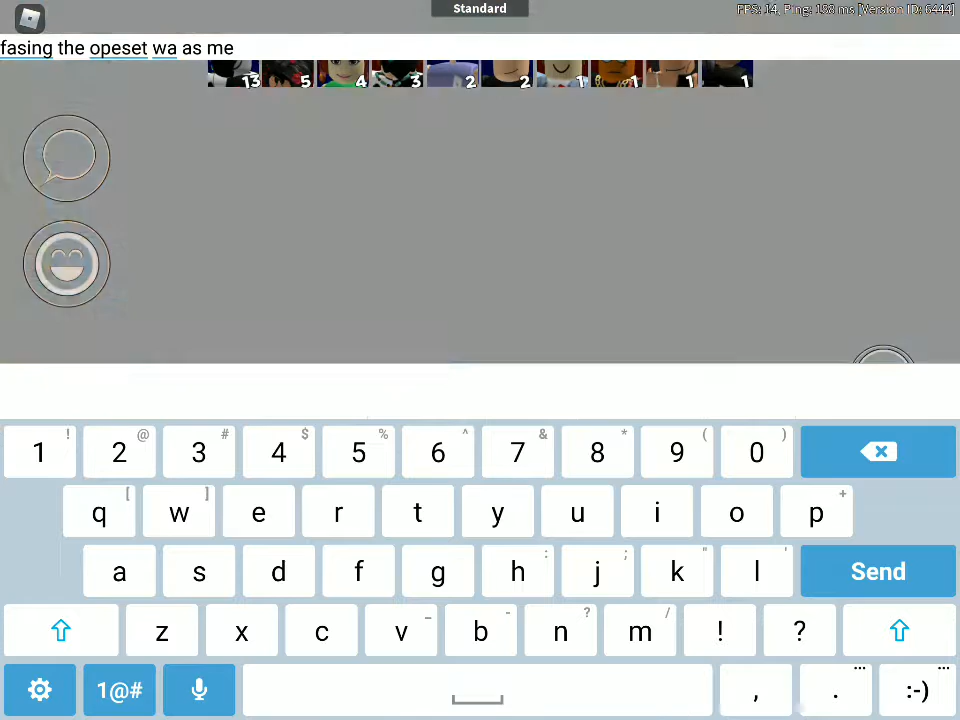 Standard
FPS: 14, Ping: 188 ms [Version ID: 6444]
fasing the opeset wa as me
13 5 4 3 2 2 1 1 1 1
! @ # $ % ^ & * ( )
1 2 3 4 5 6 7 8 9 0
[ ] +
q w e r t y u i o p
: ; " '
a s d f g h j k l Send
_ - ? /
z x c v b n m ! ?
... ...
1@# , . :-)